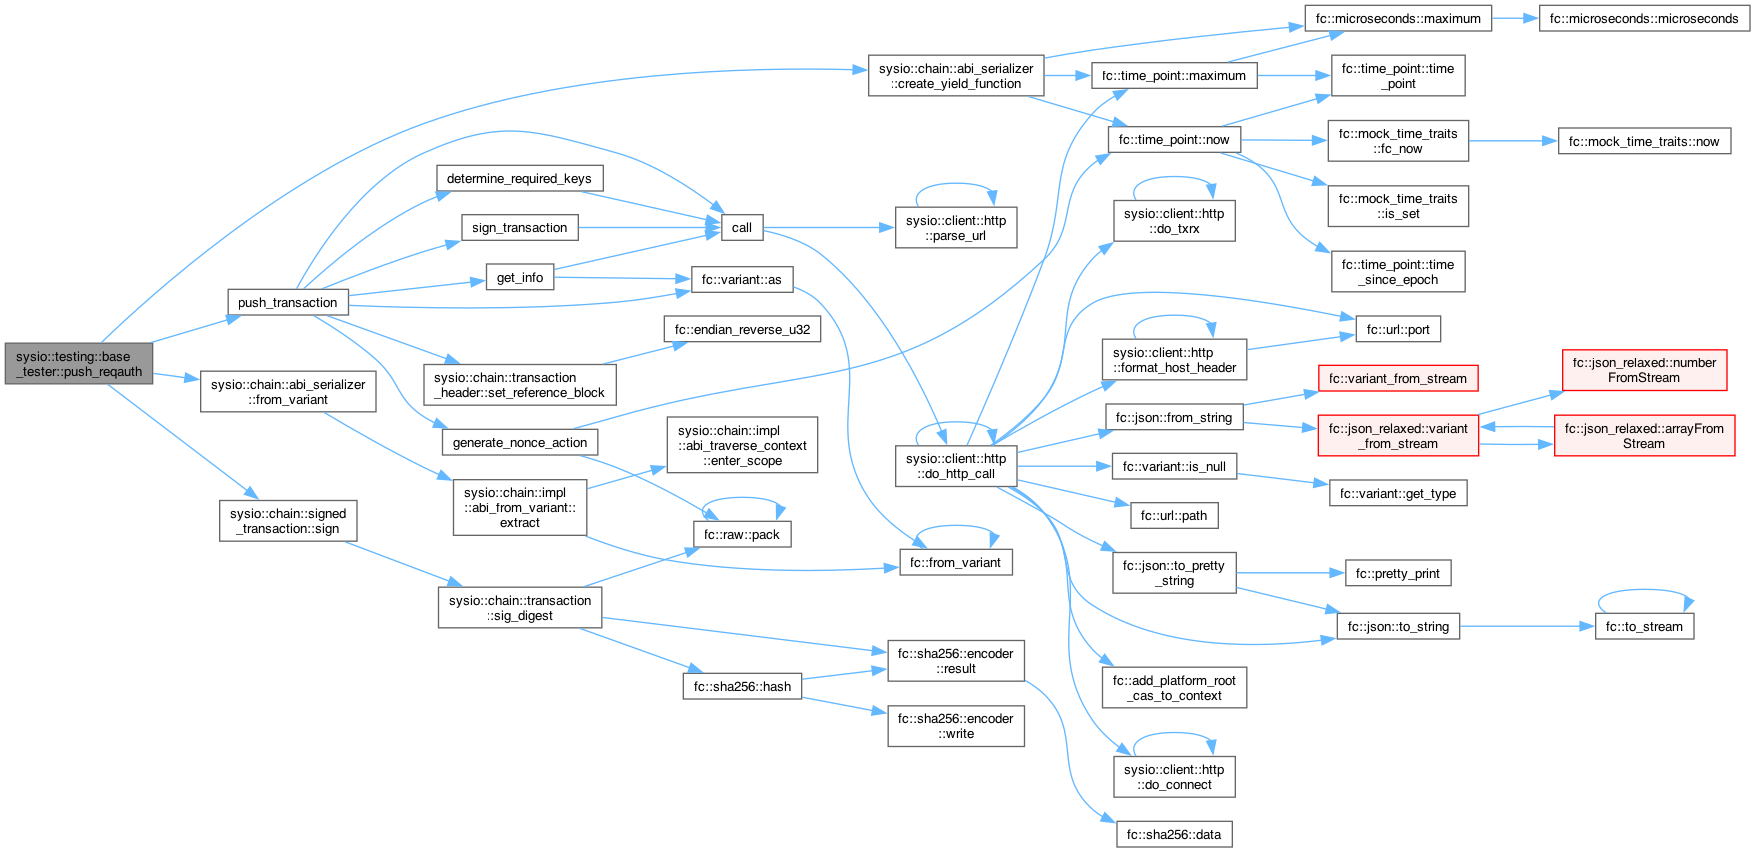 sysio::testing::base
_tester::push_reqauth
push_transaction
sysio::chain::abi_serializer
::from_variant
sysio::chain::signed
_transaction::sign
determine_required_keys
sign_transaction
get_info
sysio::chain::transaction
_header::set_reference_block
generate_nonce_action
sysio::chain::impl
::abi_from_variant::
extract
sysio::chain::transaction
::sig_digest
call
fc::variant::as
fc::endian_reverse_u32
sysio::chain::impl
::abi_traverse_context
::enter_scope
fc::raw::pack
fc::sha256::hash
sysio::chain::abi_serializer
::create_yield_function
sysio::client::http
::parse_url
sysio::client::http
::do_http_call
fc::from_variant
fc::sha256::encoder
::result
fc::sha256::encoder
::write
fc::time_point::maximum
fc::time_point::now
sysio::client::http
::do_txrx
sysio::client::http
::format_host_header
fc::json::from_string
fc::variant::is_null
fc::url::path
fc::json::to_pretty
_string
fc::add_platform_root
_cas_to_context
sysio::client::http
::do_connect
fc::sha256::data
fc::microseconds::maximum
fc::time_point::time
_point
fc::mock_time_traits
::fc_now
fc::mock_time_traits
::is_set
fc::time_point::time
_since_epoch
fc::url::port
fc::variant_from_stream
fc::json_relaxed::variant
_from_stream
fc::variant::get_type
fc::pretty_print
fc::json::to_string
fc::microseconds::microseconds
fc::mock_time_traits::now
fc::json_relaxed::number
FromStream
fc::json_relaxed::arrayFrom
Stream
fc::to_stream